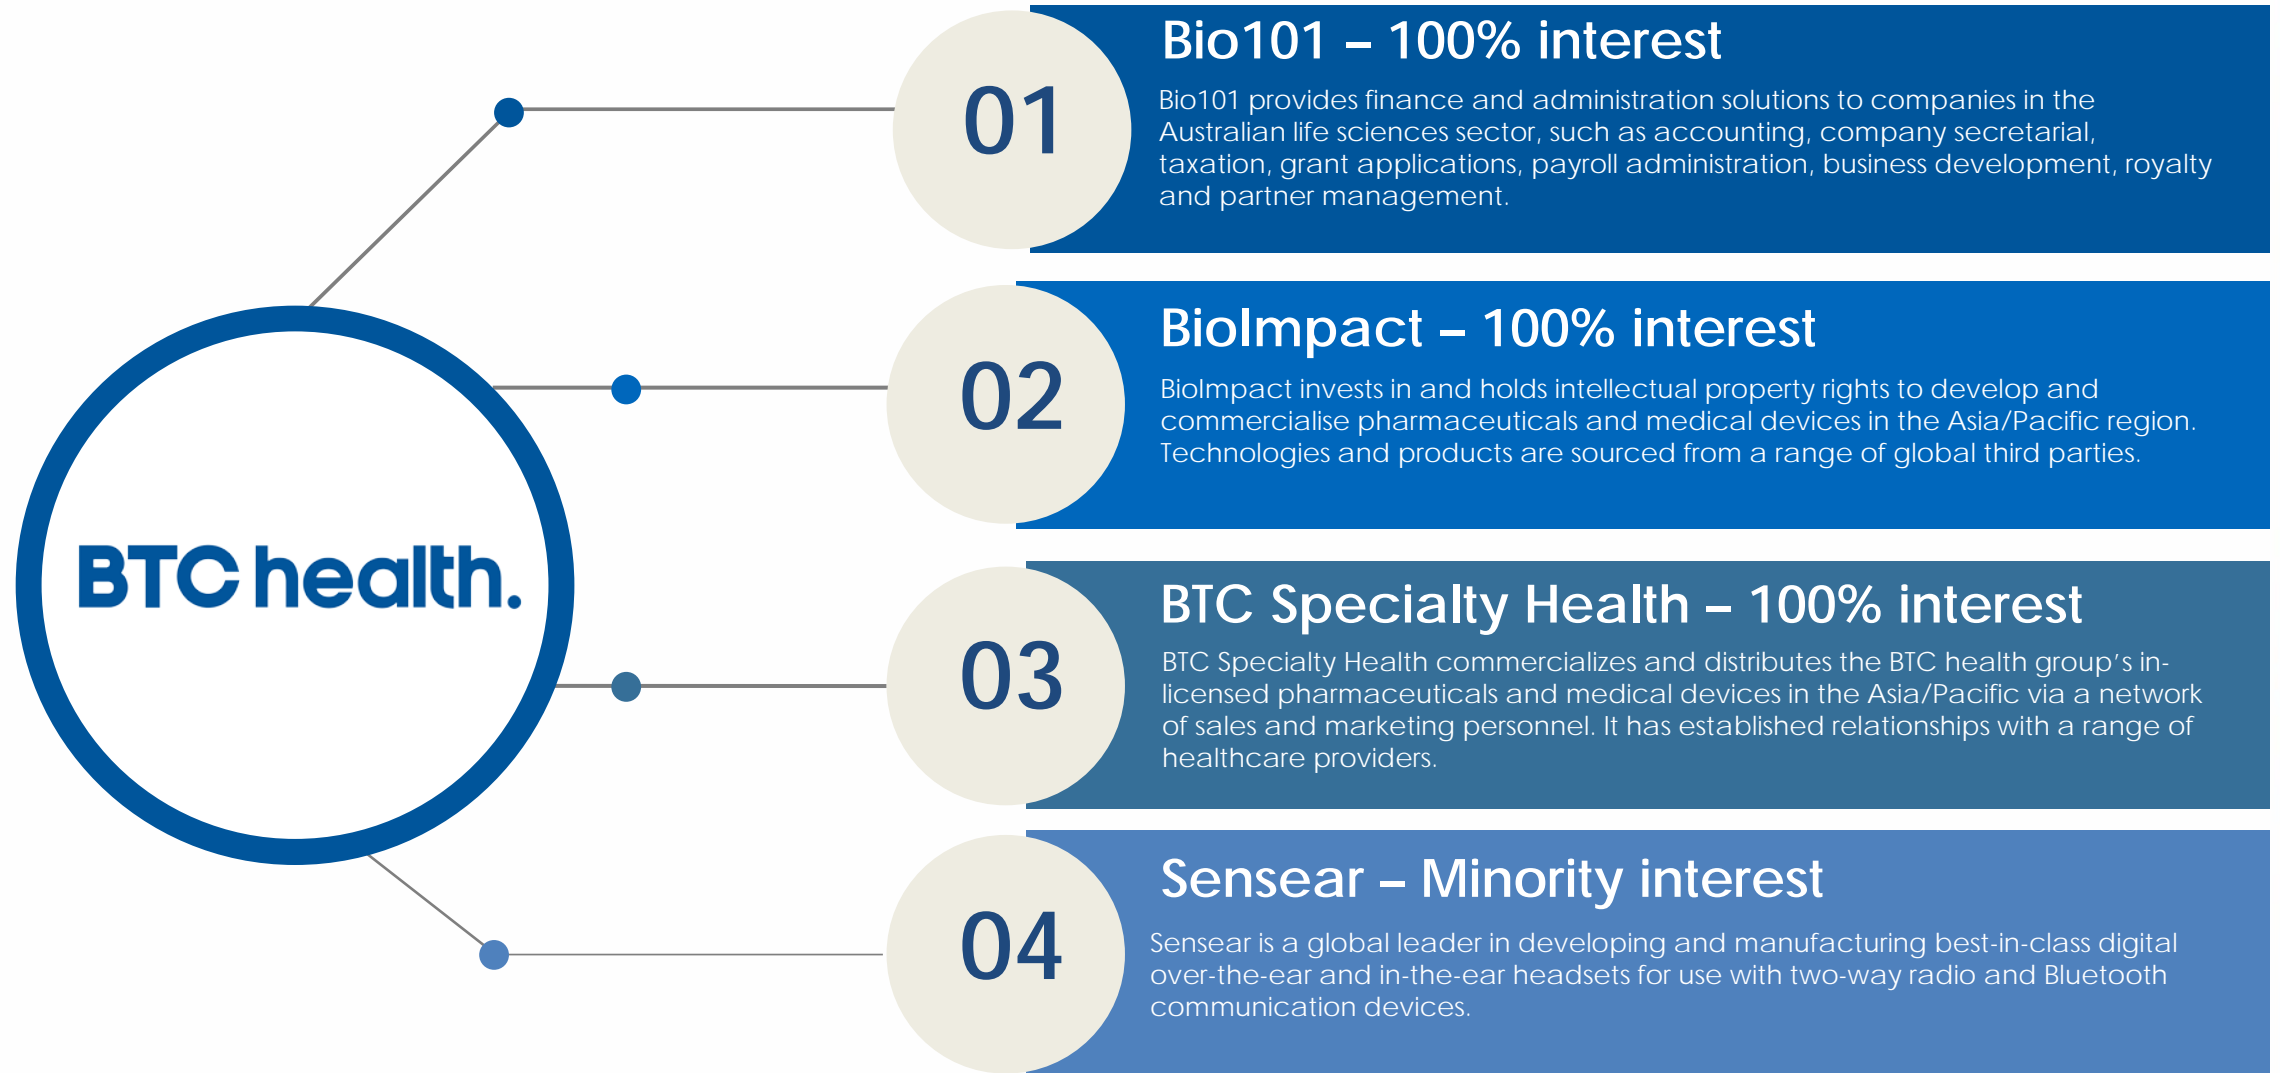 BTC health.
01
Bio101 – 100% interest
Bio101 provides finance and administration solutions to companies in the
Australian life sciences sector, such as accounting, company secretarial,
taxation, grant applications, payroll administration, business development, royalty
and partner management.
02
BioImpact – 100% interest
BioImpact invests in and holds intellectual property rights to develop and
commercialise pharmaceuticals and medical devices in the Asia/Pacific region.
Technologies and products are sourced from a range of global third parties.
03
BTC Specialty Health – 100% interest
BTC Specialty Health commercializes and distributes the BTC health group’s in-
licensed pharmaceuticals and medical devices in the Asia/Pacific via a network
of sales and marketing personnel. It has established relationships with a range of
healthcare providers.
04
Sensear – Minority interest
Sensear is a global leader in developing and manufacturing best-in-class digital
over-the-ear and in-the-ear headsets for use with two-way radio and Bluetooth
communication devices.